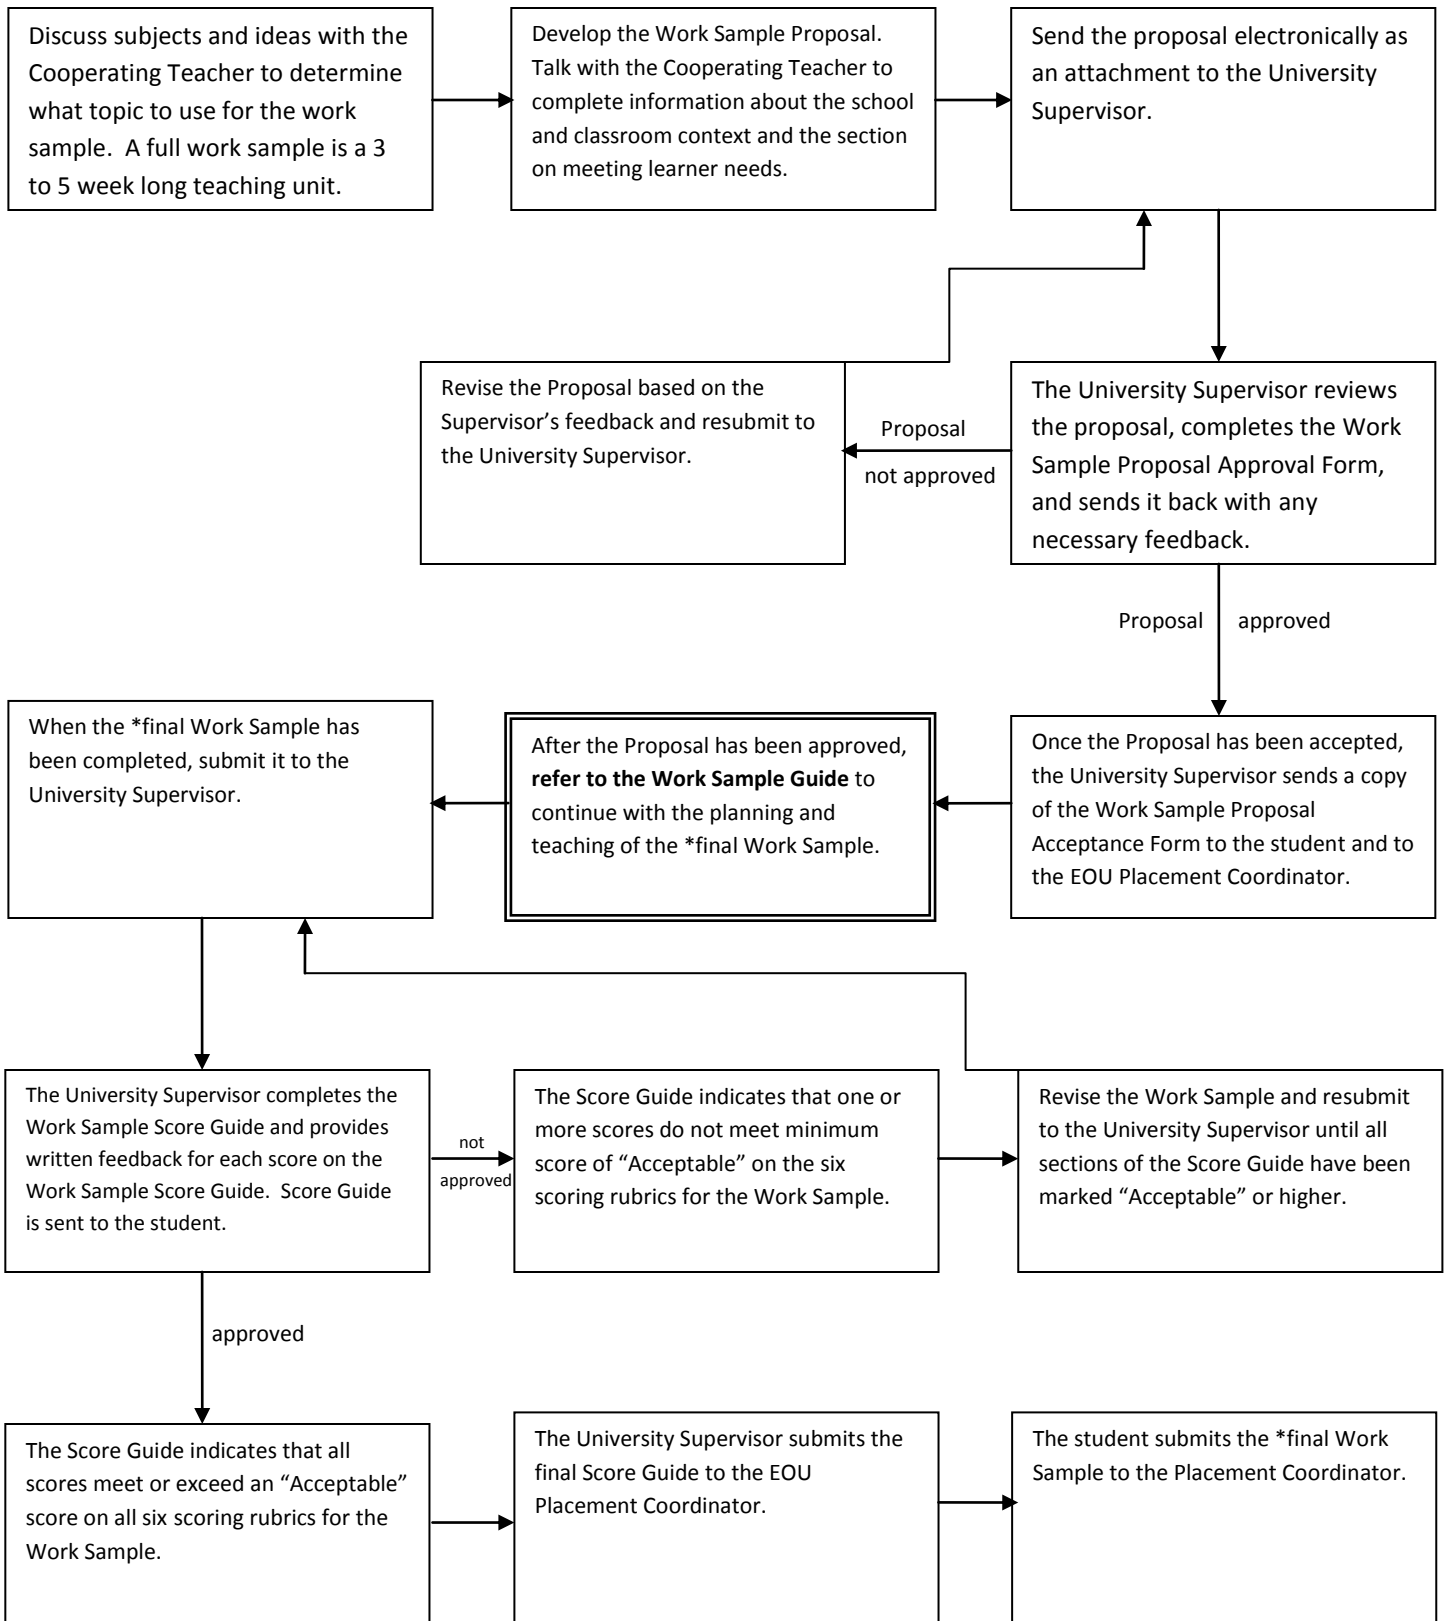 Discuss subjects and ideas with the
Cooperating Teacher to determine
what topic to use for the work
sample.  A full work sample is a 3
to 5 week long teaching unit.
Develop the Work Sample Proposal.
Talk with the Cooperating Teacher to
complete information about the school
and classroom context and the section
on meeting learner needs.
Send the proposal electronically as
an attachment to the University
Supervisor.
Revise the Proposal based on the
Supervisor’s feedback and resubmit to
the University Supervisor.
Proposal
not approved
The University Supervisor reviews
the proposal, completes the Work
Sample Proposal Approval Form,
and sends it back with any
necessary feedback.
Proposal approved
When the *final Work Sample has
been completed, submit it to the
University Supervisor.
After the Proposal has been approved,
refer to the Work Sample Guide to
continue with the planning and
teaching of the *final Work Sample.
Once the Proposal has been accepted,
the University Supervisor sends a copy
of the Work Sample Proposal
Acceptance Form to the student and to
the EOU Placement Coordinator.
The University Supervisor completes the
Work Sample Score Guide and provides
written feedback for each score on the
Work Sample Score Guide.  Score Guide
is sent to the student.
not
approved
The Score Guide indicates that one or
more scores do not meet minimum
score of “Acceptable” on the six
scoring rubrics for the Work Sample.
Revise the Work Sample and resubmit
to the University Supervisor until all
sections of the Score Guide have been
marked “Acceptable” or higher.
approved
The Score Guide indicates that all
scores meet or exceed an “Acceptable”
score on all six scoring rubrics for the
Work Sample.
The University Supervisor submits the
final Score Guide to the EOU
Placement Coordinator.
The student submits the *final Work
Sample to the Placement Coordinator.